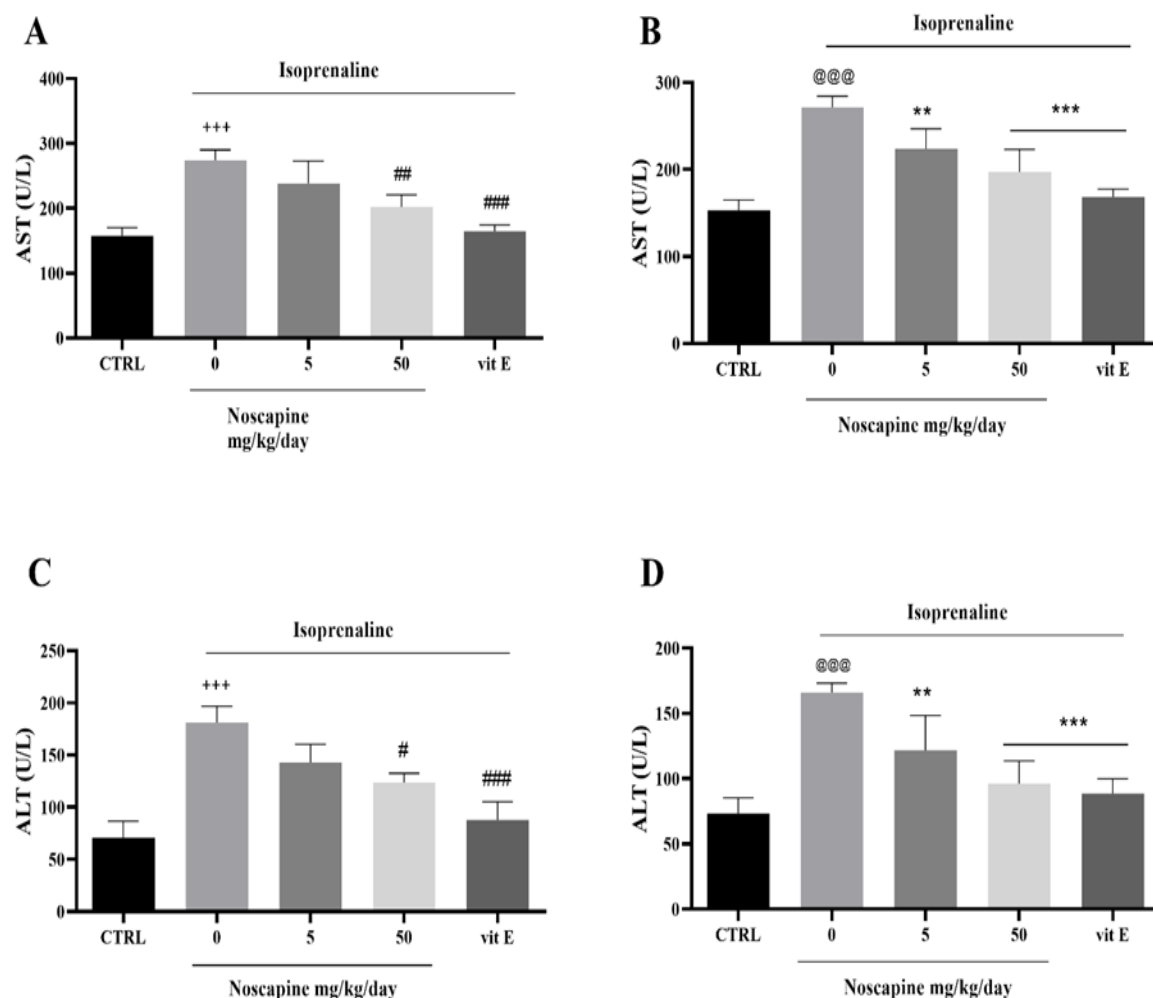 A
Isoprenaline
AST (U/L)
400
300
200
100
0
+++
##
###
CTRL
0
5
50
vit E
Noscapine
mg/kg/day
B
Isoprenaline
AST (U/L)
300
200
100
0
@@@
**
***
CTRL
0
5
50
vit E
Noscapine mg/kg/day
C
Isoprenaline
ALT (U/L)
250
200
150
100
50
0
+++
#
###
CTRL
0
5
50
vit E
Noscapine mg/kg/day
D
Isoprenaline
ALT (U/L)
200
150
100
50
0
@@@
**
***
CTRL
0
5
50
vit E
Noscapine mg/kg/day